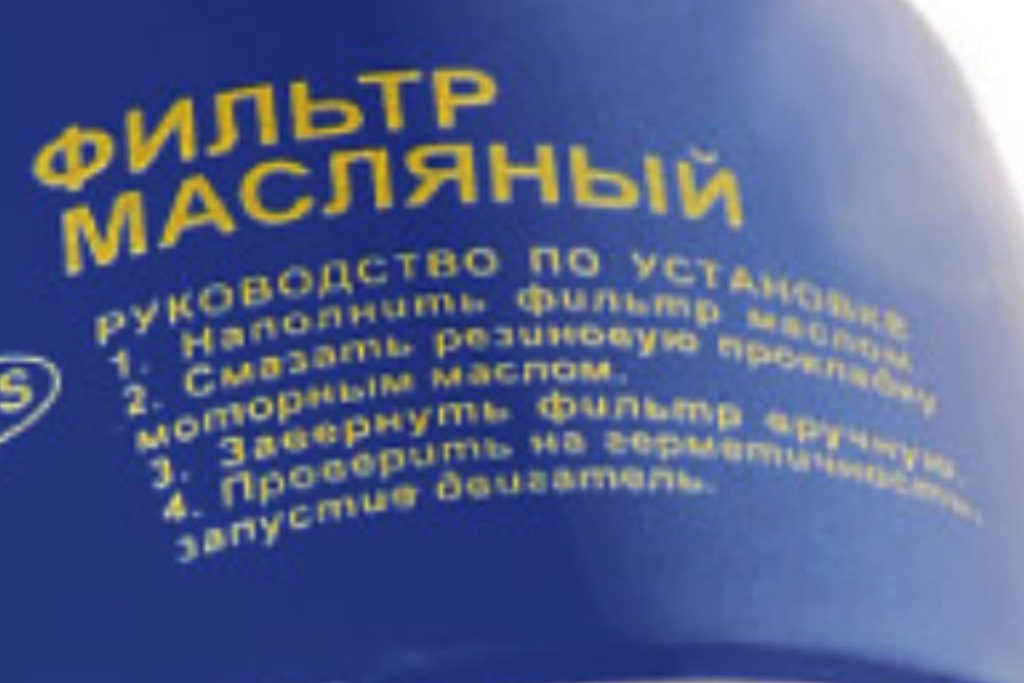 ФИЛЬТР
МАСЛЯНЫЙ
РУКОВОДСТВО ПО УСТАНОВКЕ
1. Наполнить фильтр маслом.
2. Смазать резиновую прокладку
моторным маслом.
3. Завернуть фильтр вручную.
4. Проверить на герметичность,
запустив двигатель.
S